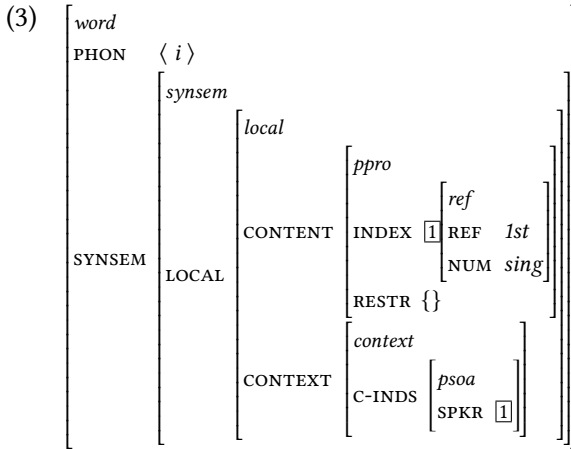 (3)
word
PHON ⟨ i ⟩
synsem
local
ppro
ref
CONTENT INDEX 1 REF 1st
NUM sing
SYNSEM LOCAL
RESTR {}
context
psoa
CONTEXT C-INDS
SPKR 1